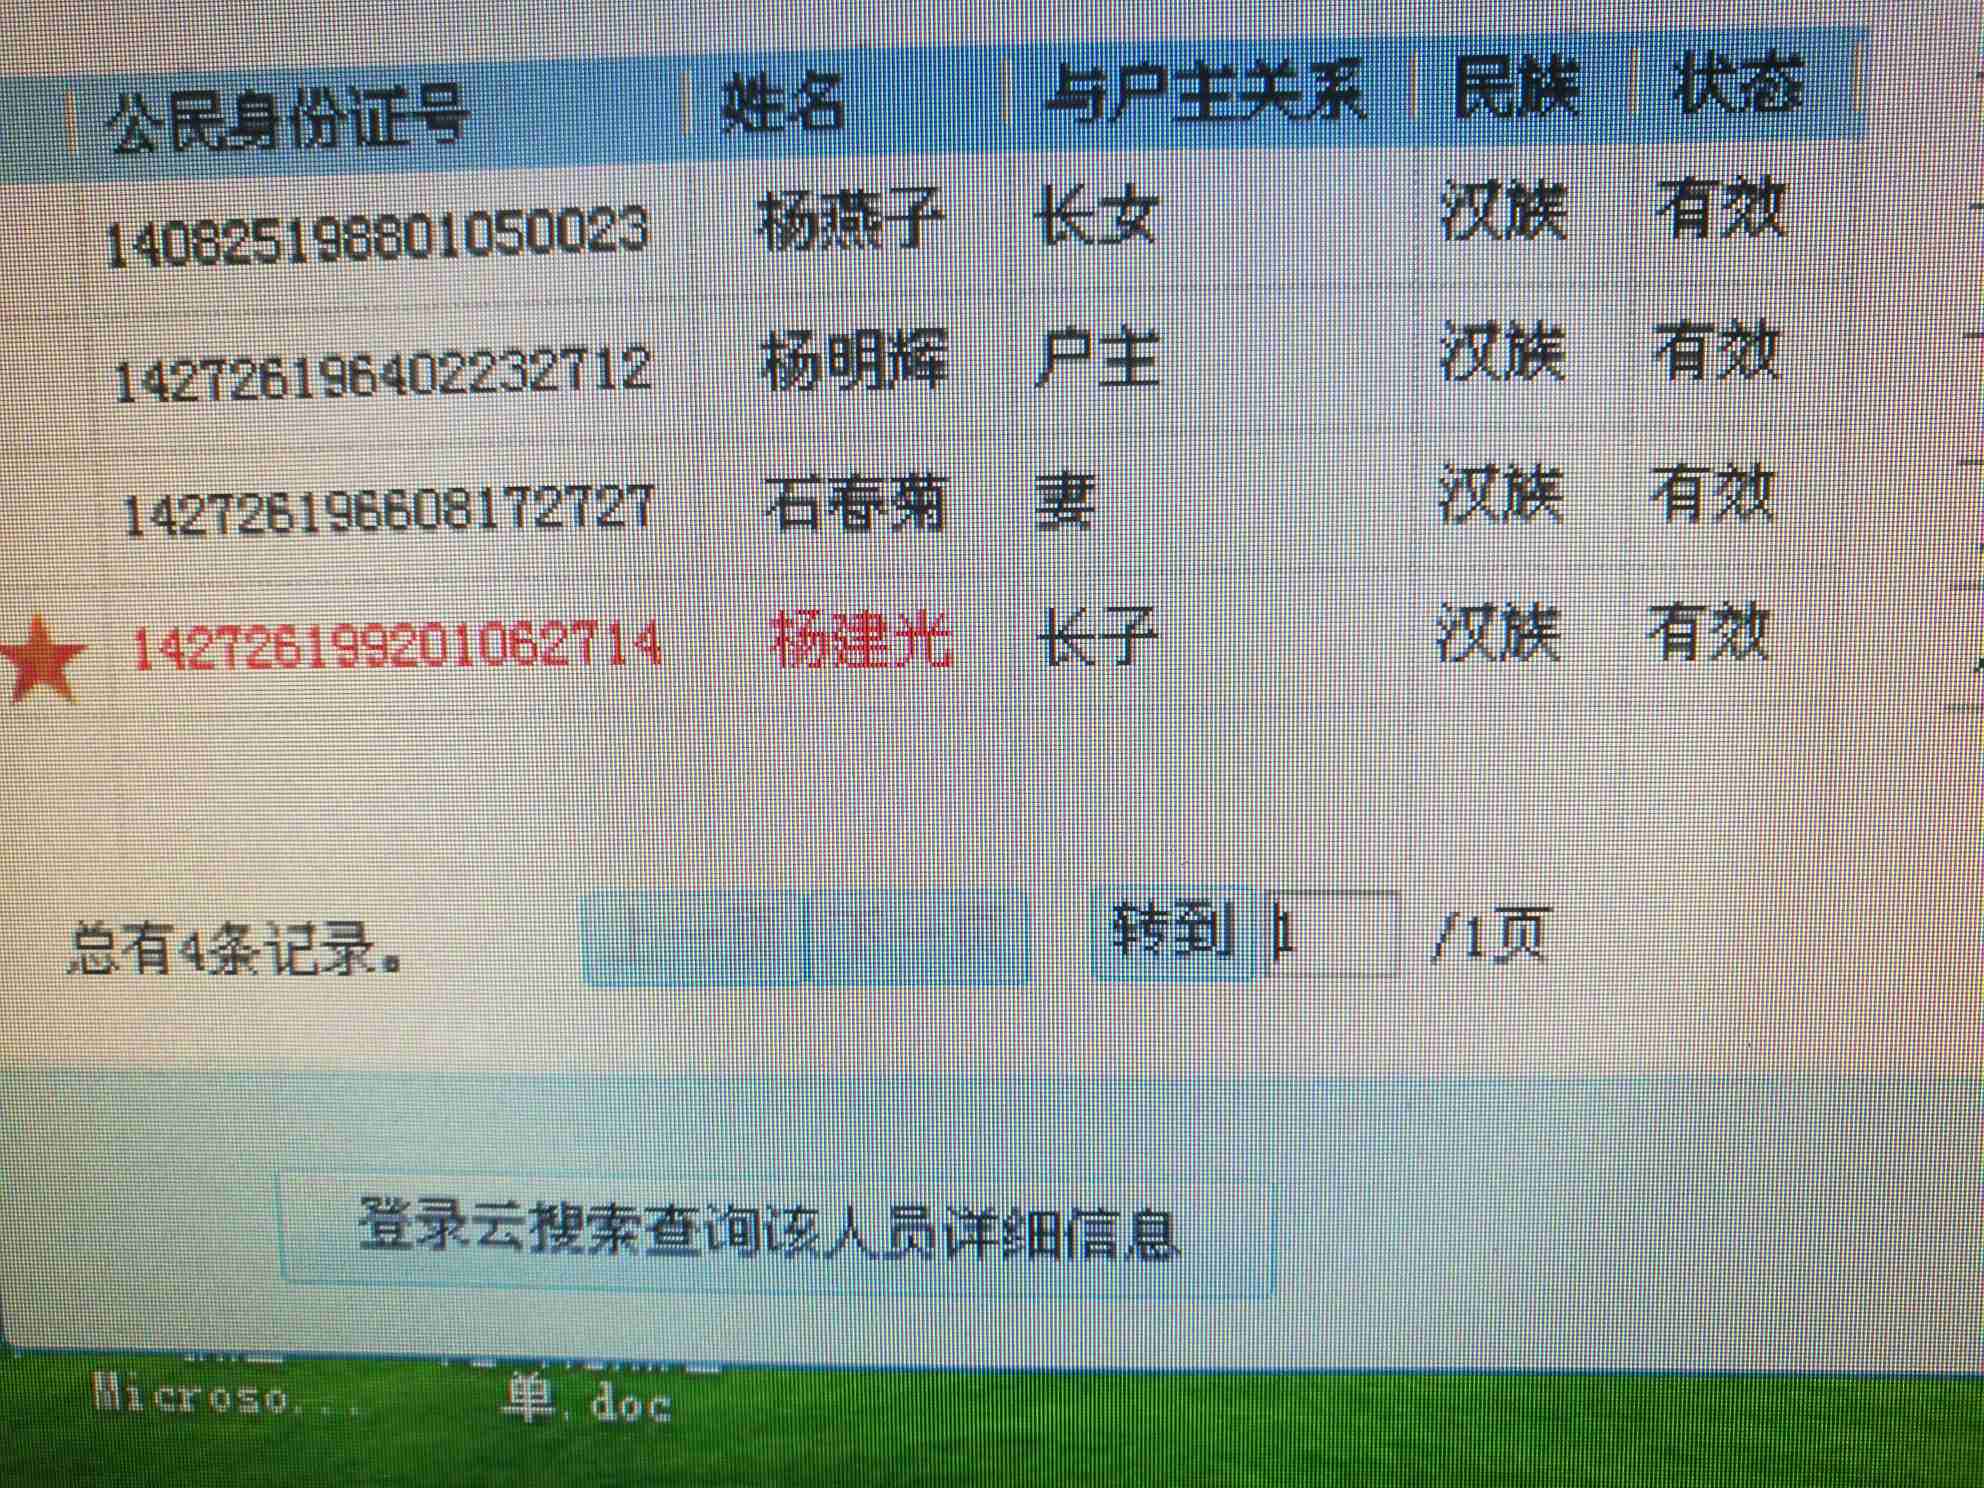 公民身份证号 姓名 与户主关系 民族 状态
140825198801050023 杨燕子 长女 汉族 有效
142726196402232712 杨明辉 户主 汉族 有效
142726196608172727 石春菊 妻 汉族 有效
142726199201062714 杨建光 长子 汉族 有效
总有4条记录。 转到 1 /1页
登录云搜索查询该人员详细信息
Microso... 单.doc